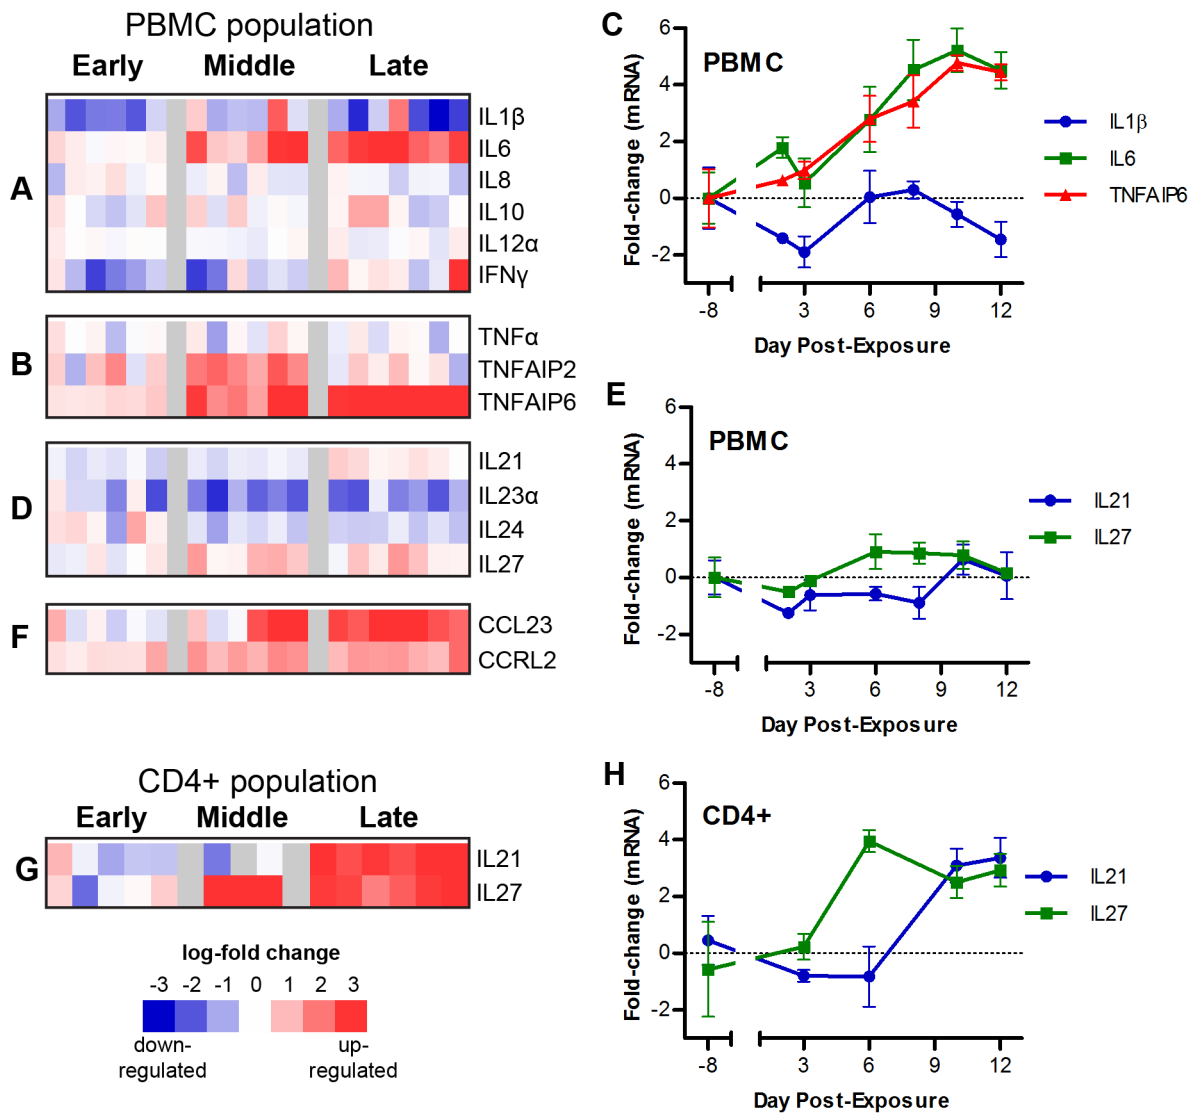 PBMC population
Early Middle Late
A
IL1β
IL6
IL8
IL10
IL12α
IFNγ
B
TNFα
TNFAIP2
TNFAIP6
D
IL21
IL23α
IL24
IL27
F
CCL23
CCRL2
CD4+ population
Early Middle Late
G
IL21
IL27
log-fold change
-3 -2 -1 0 1 2 3
down-regulated
up-regulated
C
PBMC
Fold-change (mRNA)
6
4
2
0
-2
-8 3 6 9 12
Day Post-Exposure
IL1β
IL6
TNFAIP6
E
PBMC
Fold-change (mRNA)
6
4
2
0
-2
-8 3 6 9 12
Day Post-Exposure
IL21
IL27
H
CD4+
Fold-change (mRNA)
6
4
2
0
-2
-8 3 6 9 12
Day Post-Exposure
IL21
IL27